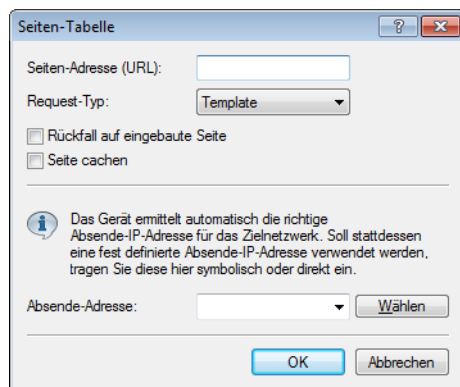 Seiten-Tabelle
Seiten-Adresse (URL):
Request-Typ: Template
Rückfall auf eingebaute Seite
Seite cachen
Das Gerät ermittelt automatisch die richtige
Absende-IP-Adresse für das Zielnetzwerk. Soll stattdessen
eine fest definierte Absende-IP-Adresse verwendet werden,
tragen Sie diese hier symbolisch oder direkt ein.
Absende-Adresse: Wählen
OK Abbrechen